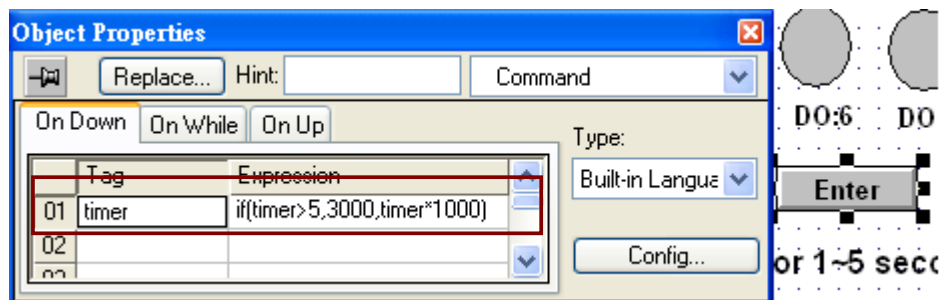 Object Properties
Replace... Hint: Command
On Down On While On Up
Type:
Tag Expression
Built-in Langua
01 timer if(timer>5,3000,timer*1000)
02
03
Config...
DO:6 DO
Enter
or 1~5 seco